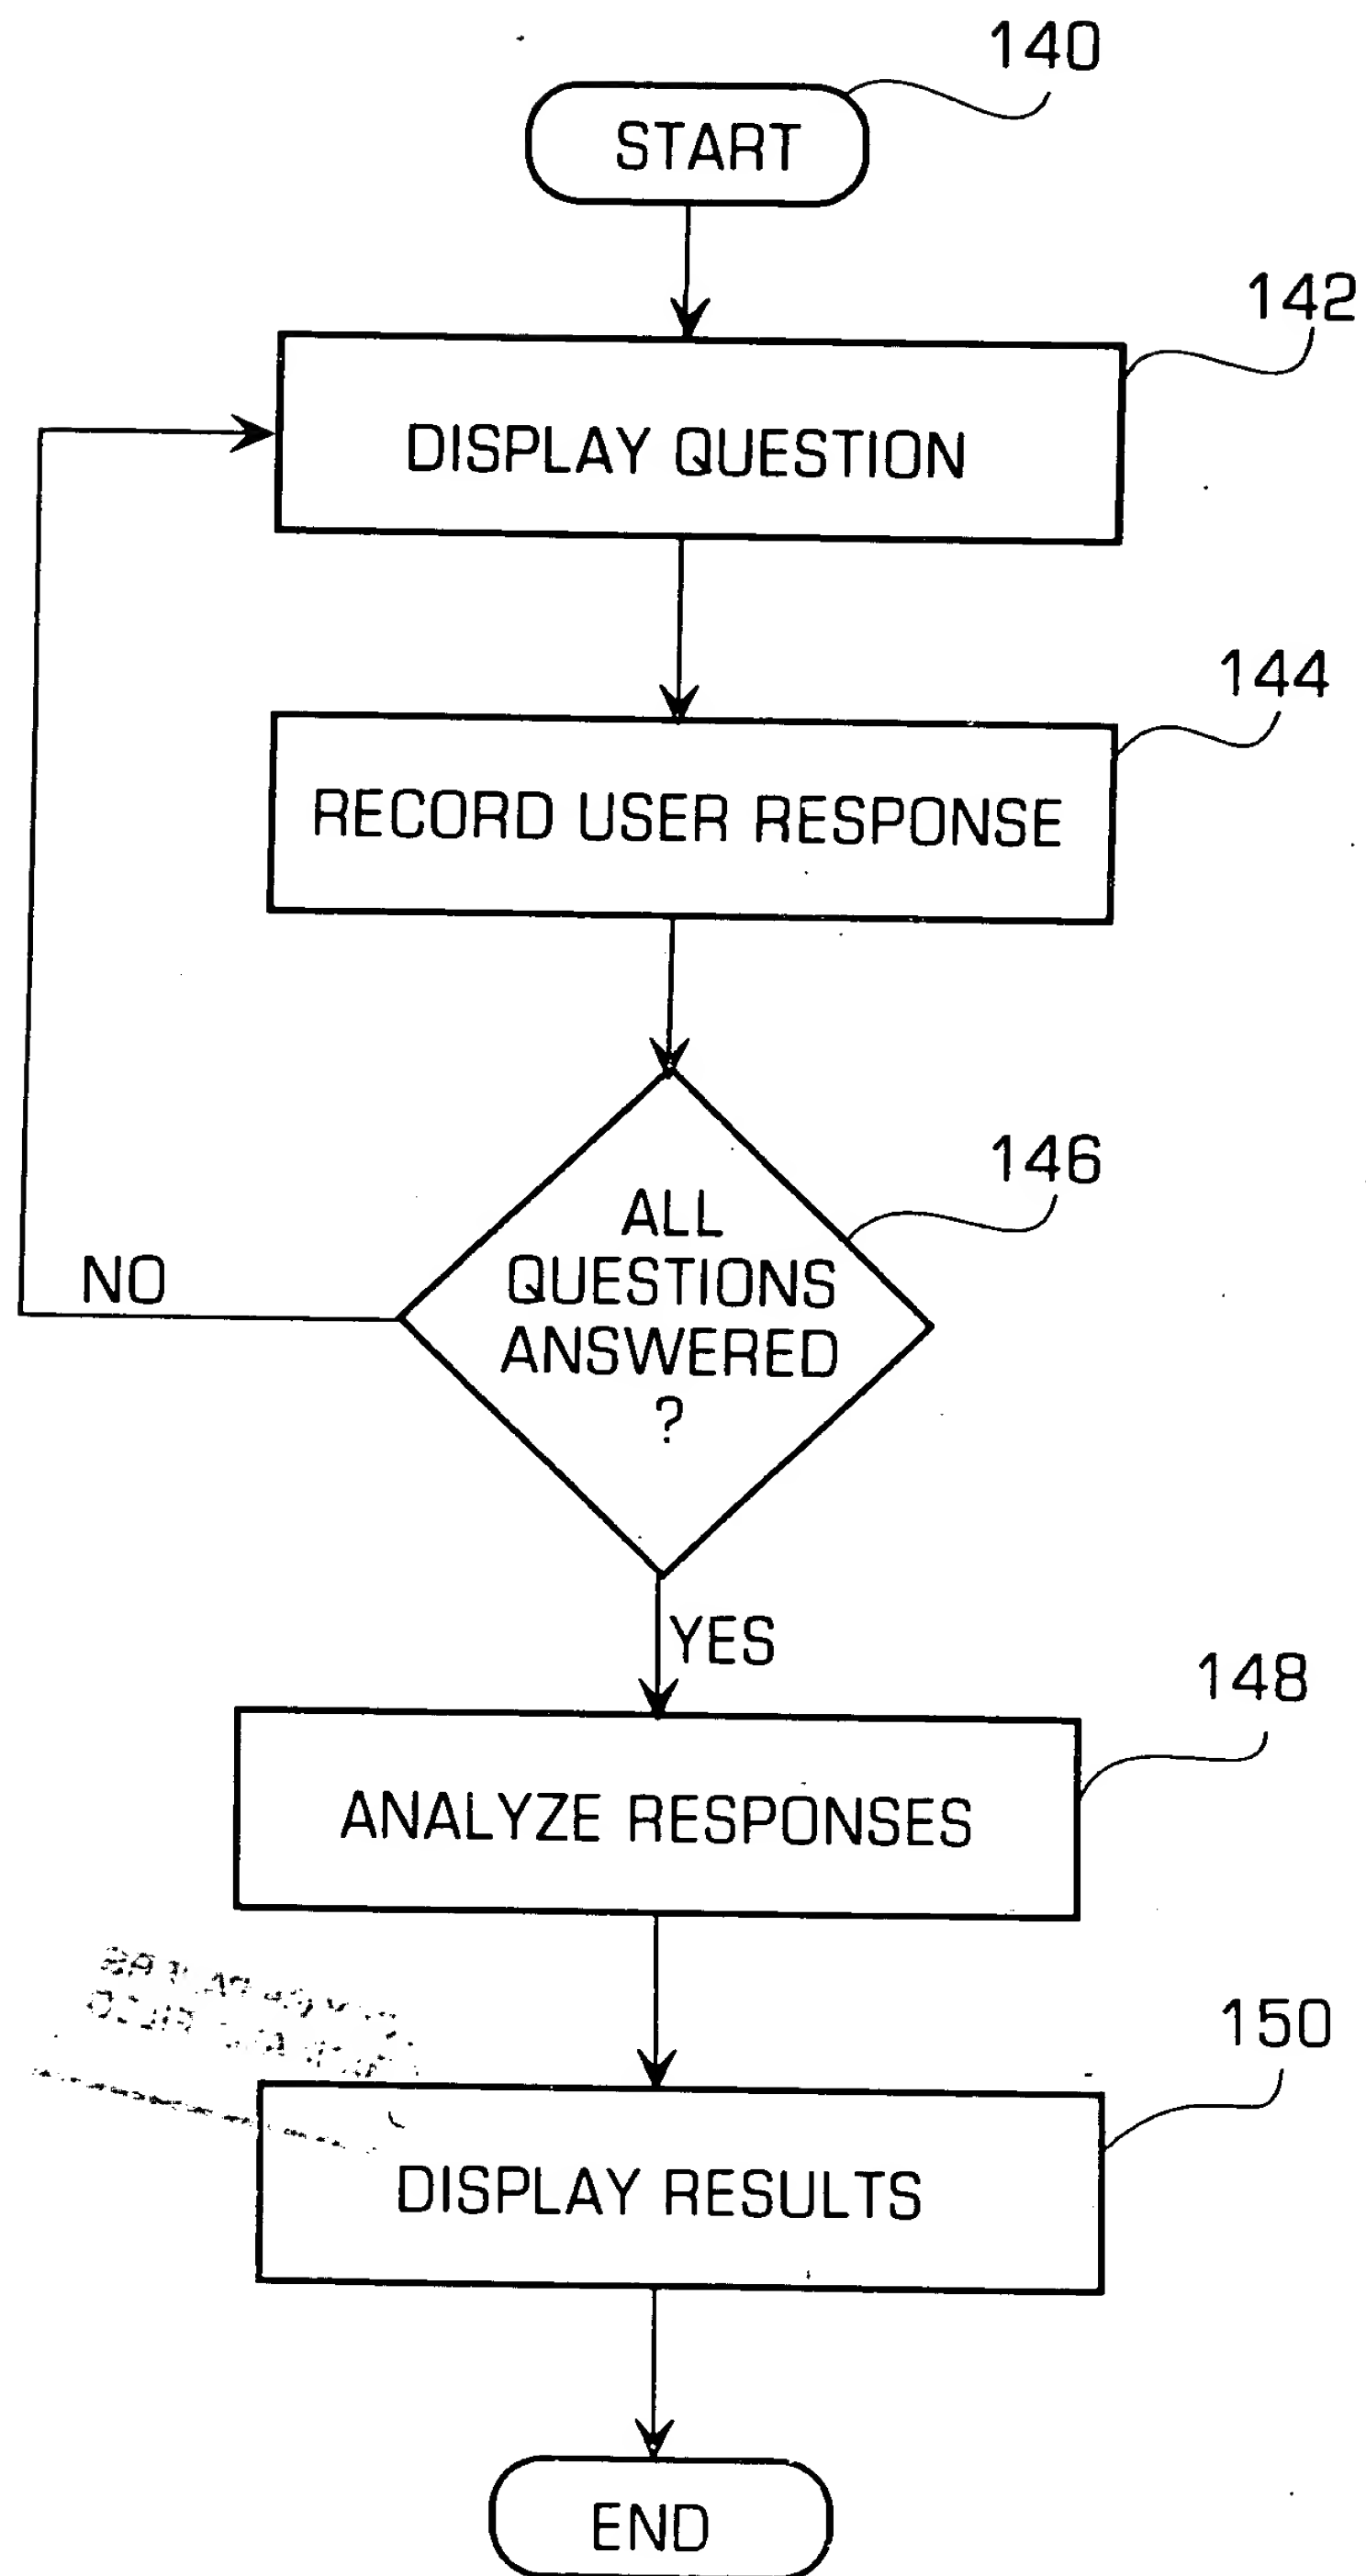 140
START
142
DISPLAY QUESTION
144
RECORD USER RESPONSE
146
ALL
QUESTIONS
ANSWERED
?
NO
YES
148
ANALYZE RESPONSES
150
DISPLAY RESULTS
END